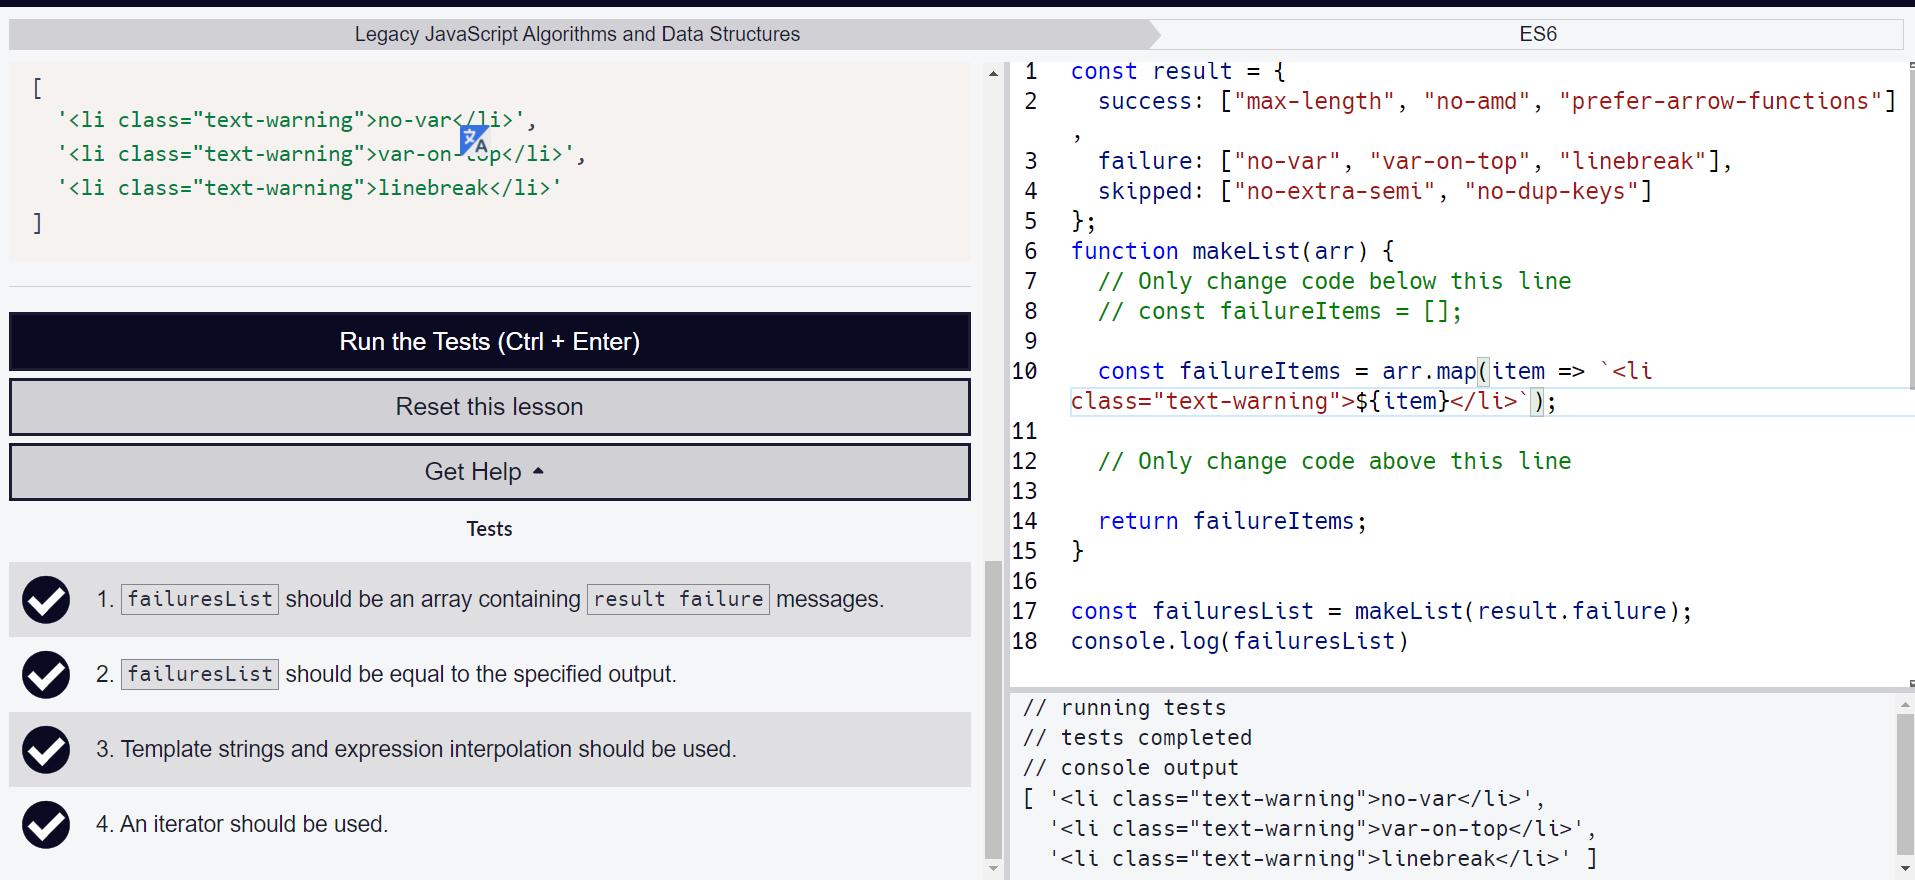 Legacy JavaScript Algorithms and Data Structures
ES6
[
'<li class="text-warning">no-var</li>',
'<li class="text-warning">var-on-top</li>',
'<li class="text-warning">linebreak</li>'
]
Run the Tests (Ctrl + Enter)
Reset this lesson
Get Help
Tests
1. failuresList should be an array containing result failure messages.
2. failuresList should be equal to the specified output.
3. Template strings and expression interpolation should be used.
4. An iterator should be used.
1 const result = {
2 success: ["max-length", "no-amd", "prefer-arrow-functions"]
,
3 failure: ["no-var", "var-on-top", "linebreak"],
4 skipped: ["no-extra-semi", "no-dup-keys"]
5 };
6 function makeList(arr) {
7 // Only change code below this line
8 // const failureItems = [];
9
10 const failureItems = arr.map(item => `<li
class="text-warning">${item}</li>`);
11
12 // Only change code above this line
13
14 return failureItems;
15 }
16
17 const failuresList = makeList(result.failure);
18 console.log(failuresList)
// running tests
// tests completed
// console output
[ '<li class="text-warning">no-var</li>',
'<li class="text-warning">var-on-top</li>',
'<li class="text-warning">linebreak</li>' ]